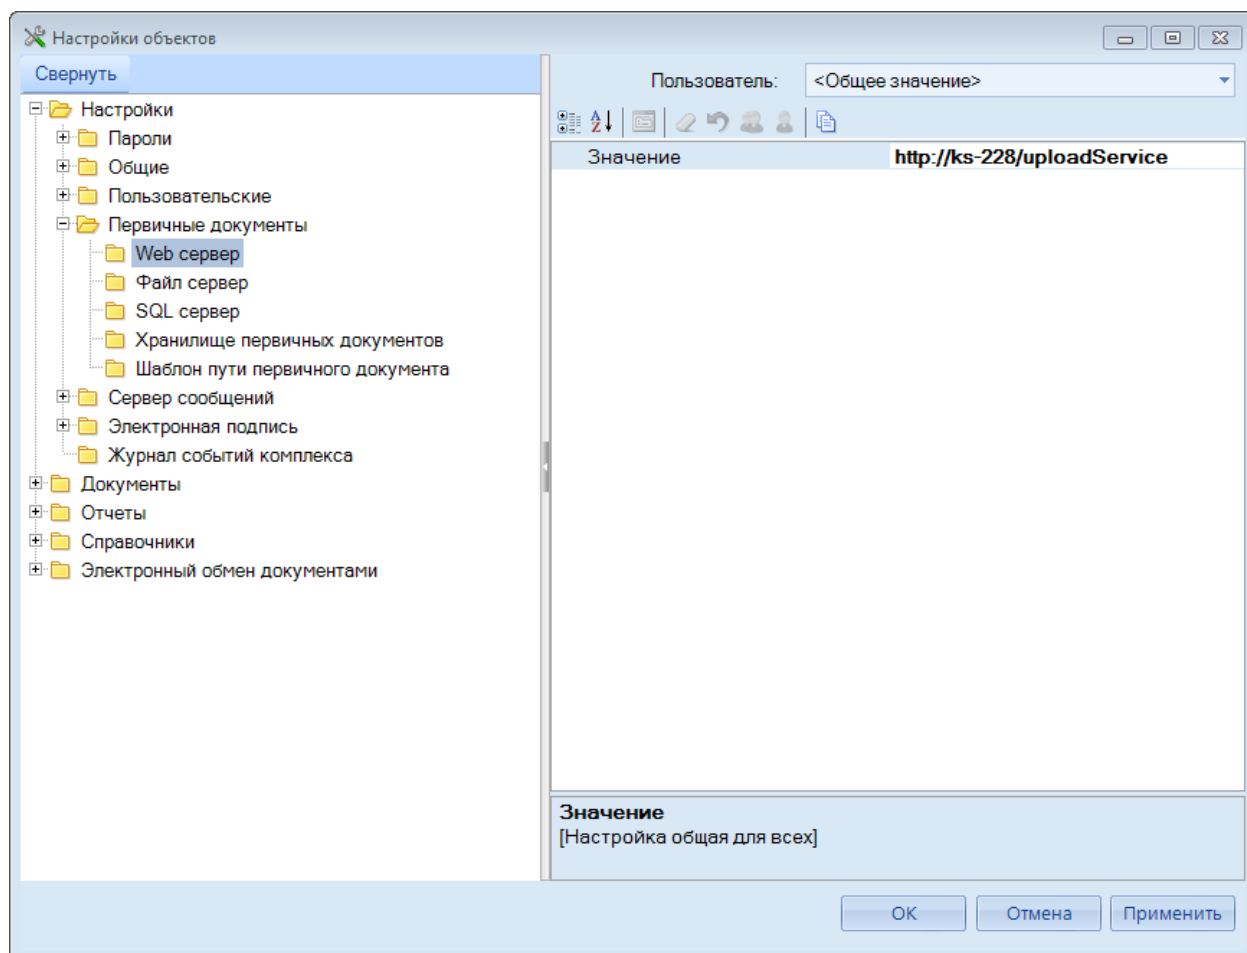 Настройки объектов
Свернуть
Настройки
Пароли
Общие
Пользовательские
Первичные документы
Web сервер
Файл сервер
SQL сервер
Хранилище первичных документов
Шаблон пути первичного документа
Сервер сообщений
Электронная подпись
Журнал событий комплекса
Документы
Отчеты
Справочники
Электронный обмен документами
Пользователь: <Общее значение>
Значение http://ks-228/uploadService
Значение
[Настройка общая для всех]
ОК Отмена Применить